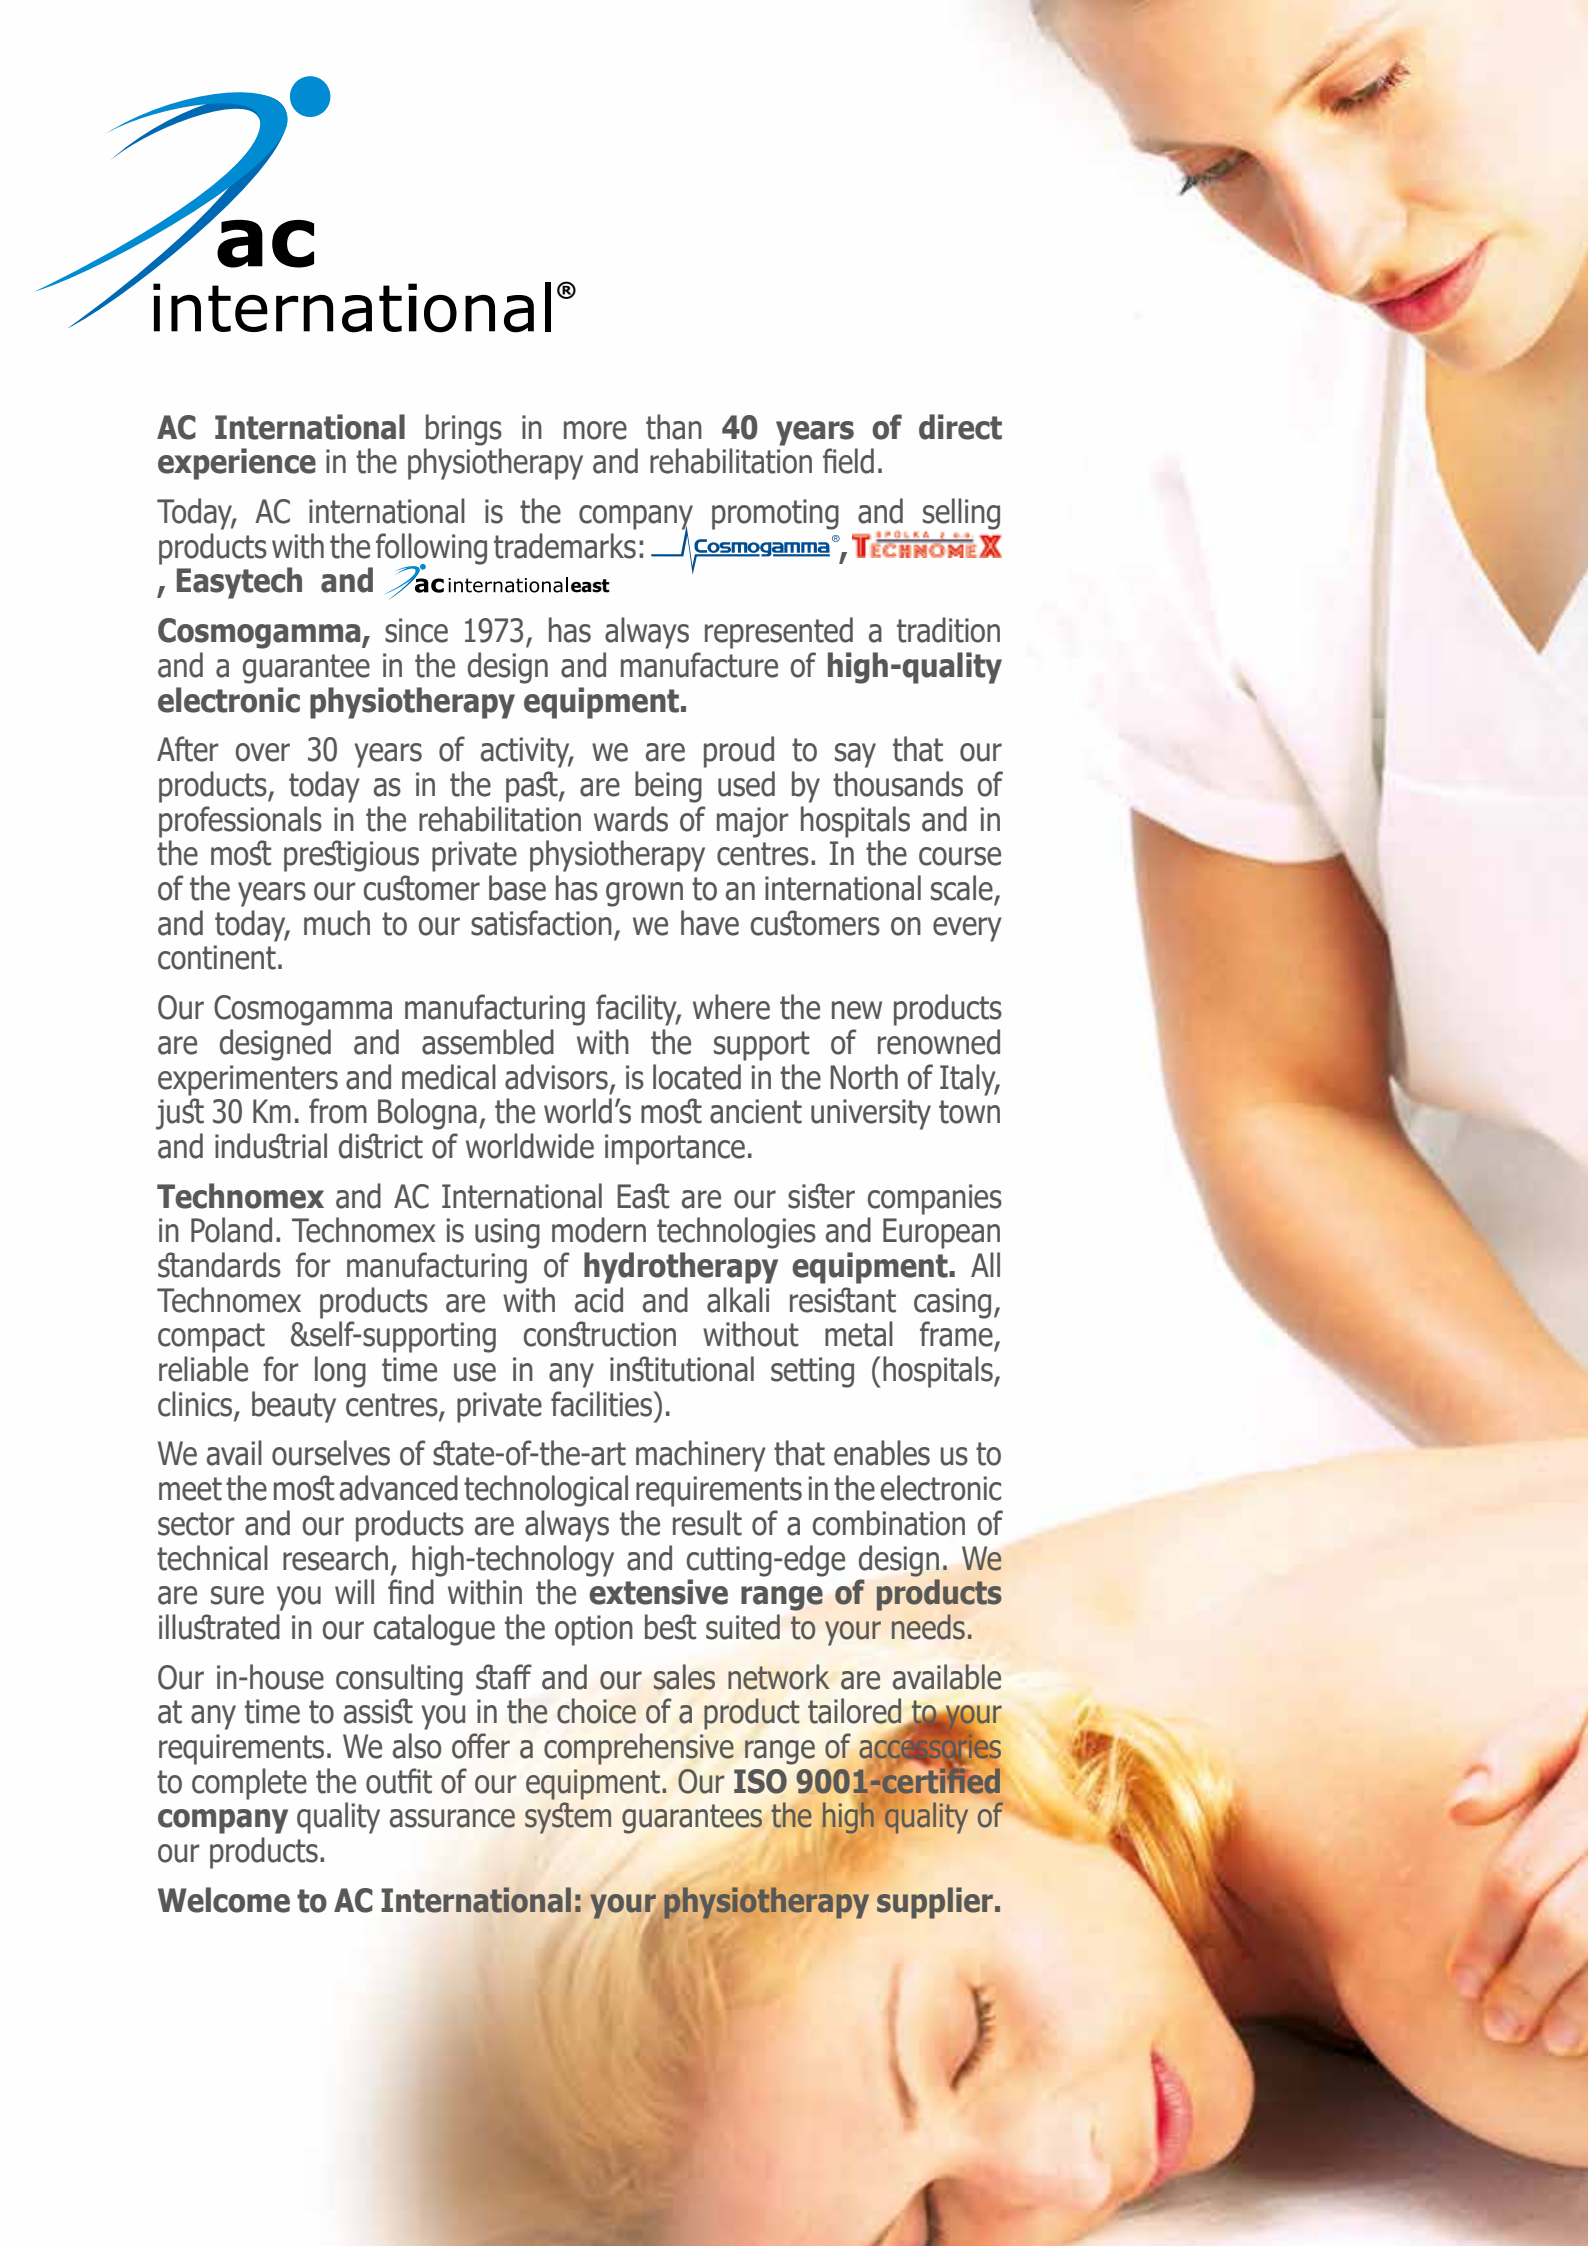 ac
international®
AC International brings in more than 40 years of direct
experience in the physiotherapy and rehabilitation field.
Today, AC international is the company promoting and selling
products with the following trademarks: Cosmogamma®, SPÓŁKA z o.o. TECHNOMEX
, Easytech and ac internationaleast
Cosmogamma, since 1973, has always represented a tradition
and a guarantee in the design and manufacture of high-quality
electronic physiotherapy equipment.
After over 30 years of activity, we are proud to say that our
products, today as in the past, are being used by thousands of
professionals in the rehabilitation wards of major hospitals and in
the most prestigious private physiotherapy centres. In the course
of the years our customer base has grown to an international scale,
and today, much to our satisfaction, we have customers on every
continent.
Our Cosmogamma manufacturing facility, where the new products
are designed and assembled with the support of renowned
experimenters and medical advisors, is located in the North of Italy,
just 30 Km. from Bologna, the world’s most ancient university town
and industrial district of worldwide importance.
Technomex and AC International East are our sister companies
in Poland. Technomex is using modern technologies and European
standards for manufacturing of hydrotherapy equipment. All
Technomex products are with acid and alkali resistant casing,
compact &self-supporting construction without metal frame,
reliable for long time use in any institutional setting (hospitals,
clinics, beauty centres, private facilities).
We avail ourselves of state-of-the-art machinery that enables us to
meet the most advanced technological requirements in the electronic
sector and our products are always the result of a combination of
technical research, high-technology and cutting-edge design. We
are sure you will find within the extensive range of products
illustrated in our catalogue the option best suited to your needs.
Our in-house consulting staff and our sales network are available
at any time to assist you in the choice of a product tailored to your
requirements. We also offer a comprehensive range of accessories
to complete the outfit of our equipment. Our ISO 9001-certified
company quality assurance system guarantees the high quality of
our products.
Welcome to AC International: your physiotherapy supplier.